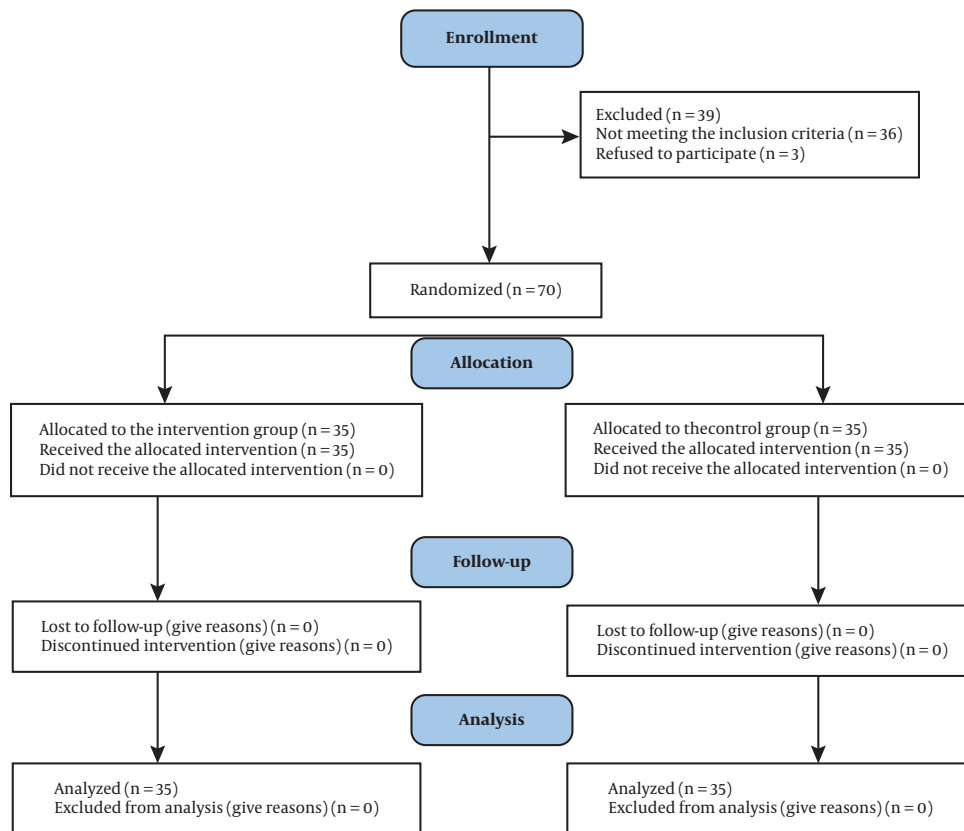 Enrollment
Excluded (n = 39)
Not meeting the inclusion criteria (n = 36)
Refused to participate (n = 3)
Randomized (n = 70)
Allocation
Allocated to the intervention group (n = 35)
Received the allocated intervention (n = 35)
Did not receive the allocated intervention (n = 0)
Allocated to thecontrol group (n = 35)
Received the allocated intervention (n = 35)
Did not receive the allocated intervention (n = 0)
Follow-up
Lost to follow-up (give reasons) (n = 0)
Discontinued intervention (give reasons) (n = 0)
Lost to follow-up (give reasons) (n = 0)
Discontinued intervention (give reasons) (n = 0)
Analysis
Analyzed (n = 35)
Excluded from analysis (give reasons) (n = 0)
Analyzed (n = 35)
Excluded from analysis (give reasons) (n = 0)